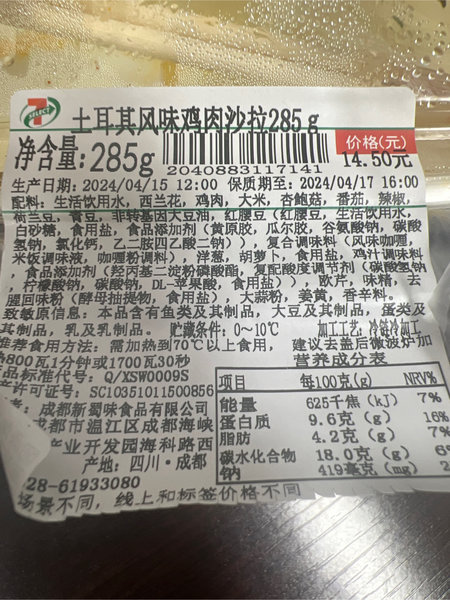 7 SELECT
土耳其风味鸡肉沙拉285g
净含量:285g
2040883117141
价格(元)
14.50元
生产日期: 2024/04/15 12:00 保质期至: 2024/04/17 16:00
配料: 生活饮用水, 西兰花, 鸡肉, 大米, 杏鲍菇, 番茄, 辣椒,
荷兰豆, 青豆, 非转基因大豆油, 红腰豆(红腰豆, 生活饮用水,
白砂糖, 食用盐, 食品添加剂(黄原胶, 瓜尔胶, 谷氨酸钠, 碳酸
氢钠, 氯化钙, 乙二胺四乙酸二钠)), 复合调味料(风味咖喱,
米饭调味液, 咖喱粉调料), 洋葱, 胡萝卜, 食用盐, 鸡汁调味料
, 食品添加剂(羟丙基二淀粉磷酸酯, 复配酸度调节剂(碳酸氢钠
, 柠檬酸钠, 碳酸钠, DL-苹果酸, 食用盐)), 欧芹, 味精, 去
腥回味粉(酵母抽提物, 食用盐), 大蒜粉, 姜黄, 香辛料.
致敏原信息: 本品含有鱼类及其制品, 大豆及其制品, 蛋类及
其制品, 乳及乳制品. 贮藏条件: 0~10℃ 加工工艺: 冷链冷加工
推荐食用方法: 需加热到70℃以上食用, 建议去盖后微波炉加
热800瓦1分钟或1700瓦30秒
品标准代号: Q/XSW0009S
产许可证号: SC10351011500856
: 成都新蜀味食品有限公司
成都市温江区成都海峡
产业开发园海科路西
产地: 四川·成都
028-61933080
场景不同, 线上和标签价格不同
营养成分表
项目 每100克(g) NRV%
能量 625千焦(kJ) 7%
蛋白质 9.6克(g) 16%
脂肪 4.2克(g) 7%
碳水化合物 18.0克(g) 6%
钠 419毫克(mg) 2